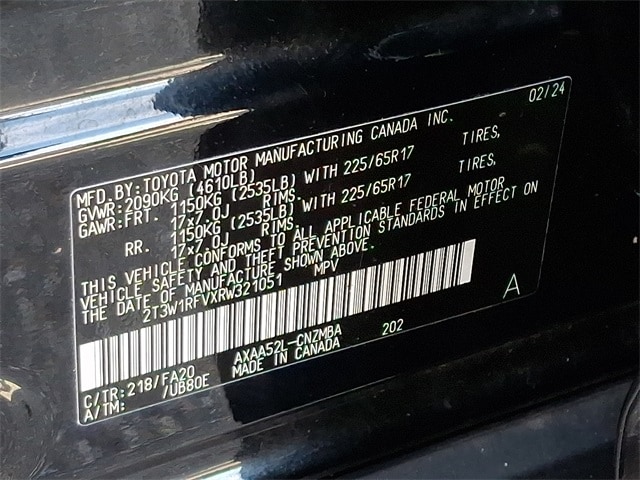 02/24
MFD. BY: TOYOTA MOTOR MANUFACTURING CANADA INC.
GVWR: 2090KG (4610LB)
GAWR: FRT. 1150KG (2535LB) WITH 225/65R17 TIRES,
17x7.0J RIMS.
RR. 1150KG (2535LB) WITH 225/65R17 TIRES,
17x7.0J RIMS.
THIS VEHICLE CONFORMS TO ALL APPLICABLE FEDERAL MOTOR
VEHICLE SAFETY AND THEFT PREVENTION STANDARDS IN EFFECT ON
THE DATE OF MANUFACTURE SHOWN ABOVE.
2T3W1RFVXRW321051 MPV
A
C/TR: 218/FA20 AXAA52L-CNZMBA 202
A/TM: /UB80E MADE IN CANADA